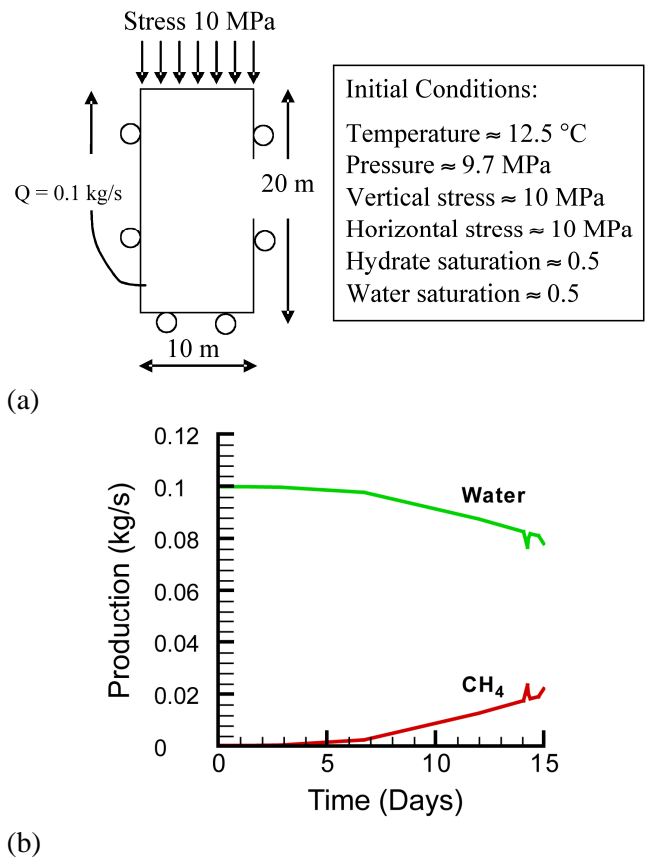 Stress 10 MPa
Q = 0.1 kg/s
20 m
10 m
Initial Conditions:
Temperature ≈ 12.5 °C
Pressure ≈ 9.7 MPa
Vertical stress ≈ 10 MPa
Horizontal stress ≈ 10 MPa
Hydrate saturation ≈ 0.5
Water saturation ≈ 0.5
(a)
0.12
0.1
0.08
0.06
0.04
0.02
0
Production (kg/s)
Water
CH₄
0 5 10 15
Time (Days)
(b)